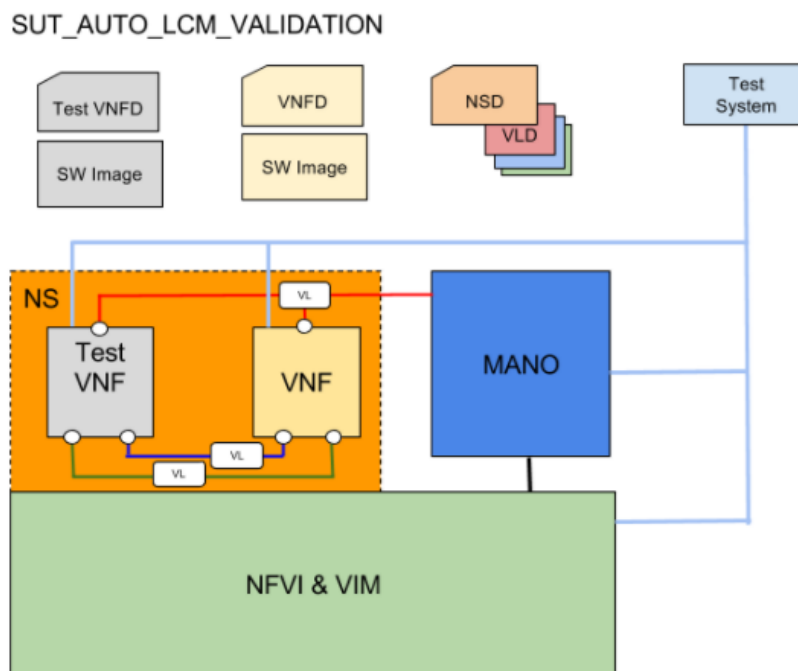 SUT_AUTO_LCM_VALIDATION
Test VNFD
SW Image
VNFD
SW Image
NSD
VLD
Test
System
NS
VL
Test
VNF
VNF
VL
VL
MANO
NFVI & VIM